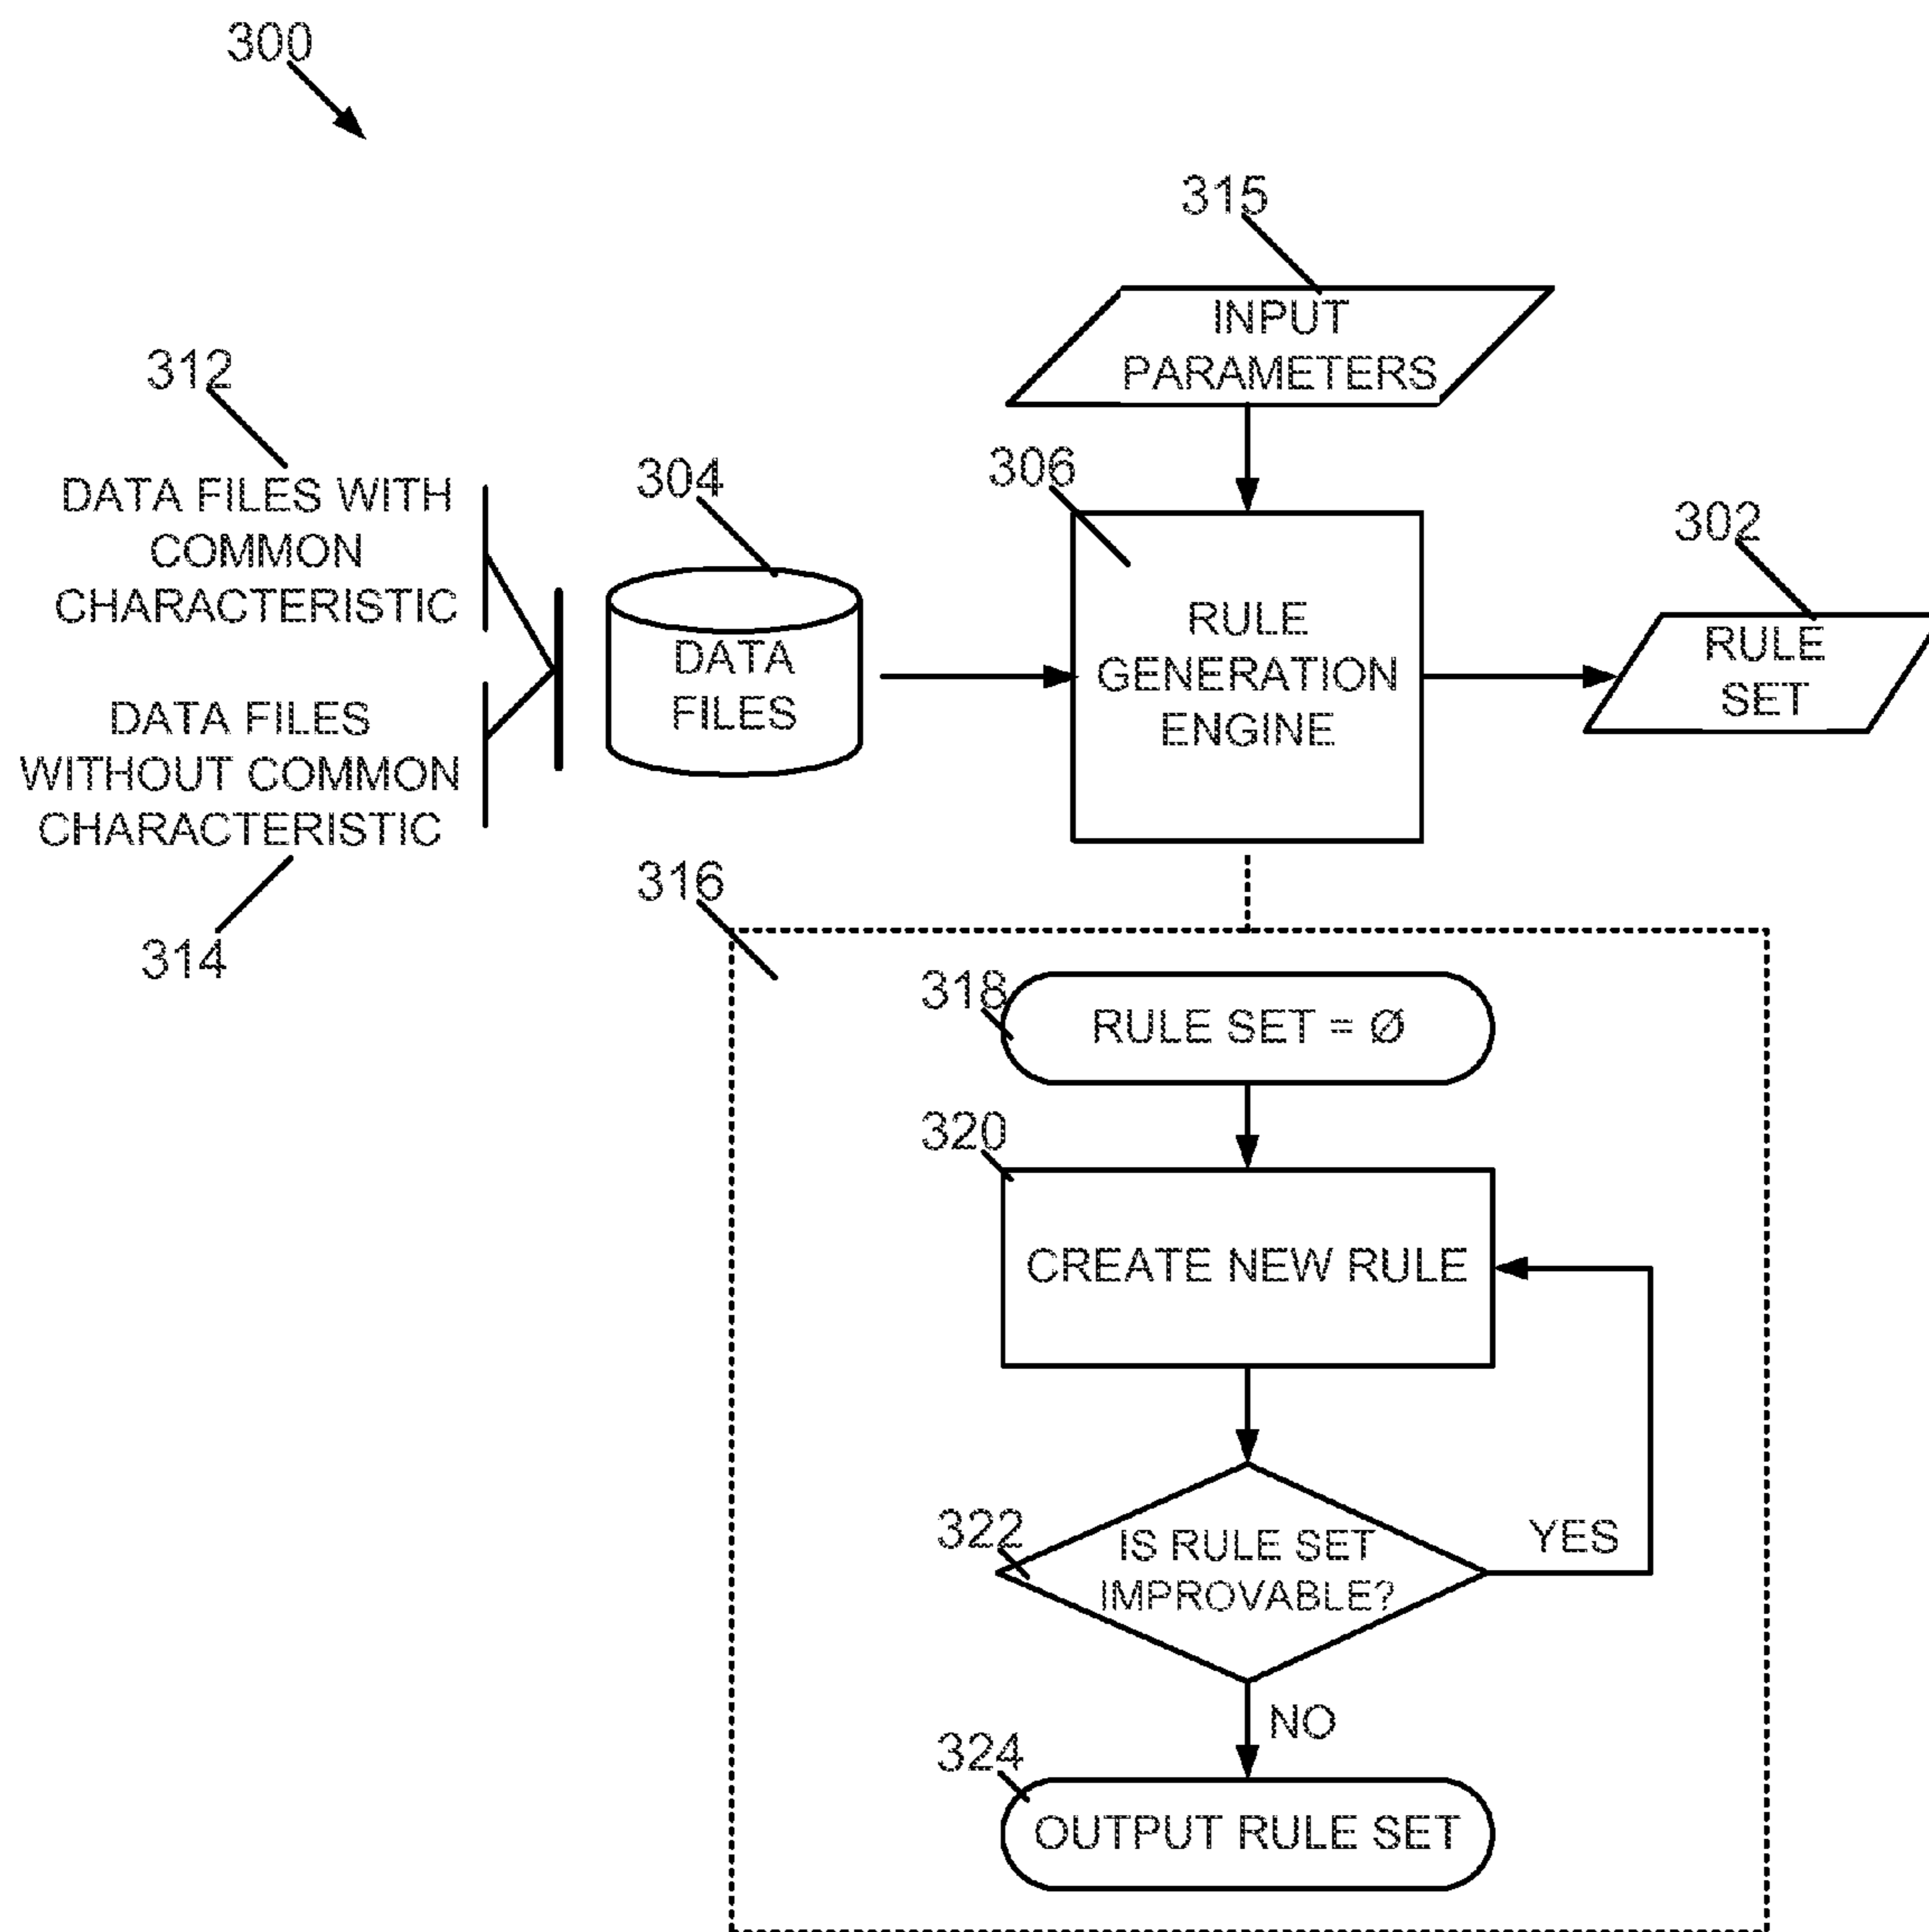 300
315
INPUT
PARAMETERS
312
DATA FILES WITH
COMMON
CHARACTERISTIC
304
DATA
FILES
306
RULE
GENERATION
ENGINE
302
RULE
SET
DATA FILES
WITHOUT COMMON
CHARACTERISTIC
314
316
318
RULE SET = Ø
320
CREATE NEW RULE
322
IS RULE SET
IMPROVABLE?
YES
NO
324
OUTPUT RULE SET